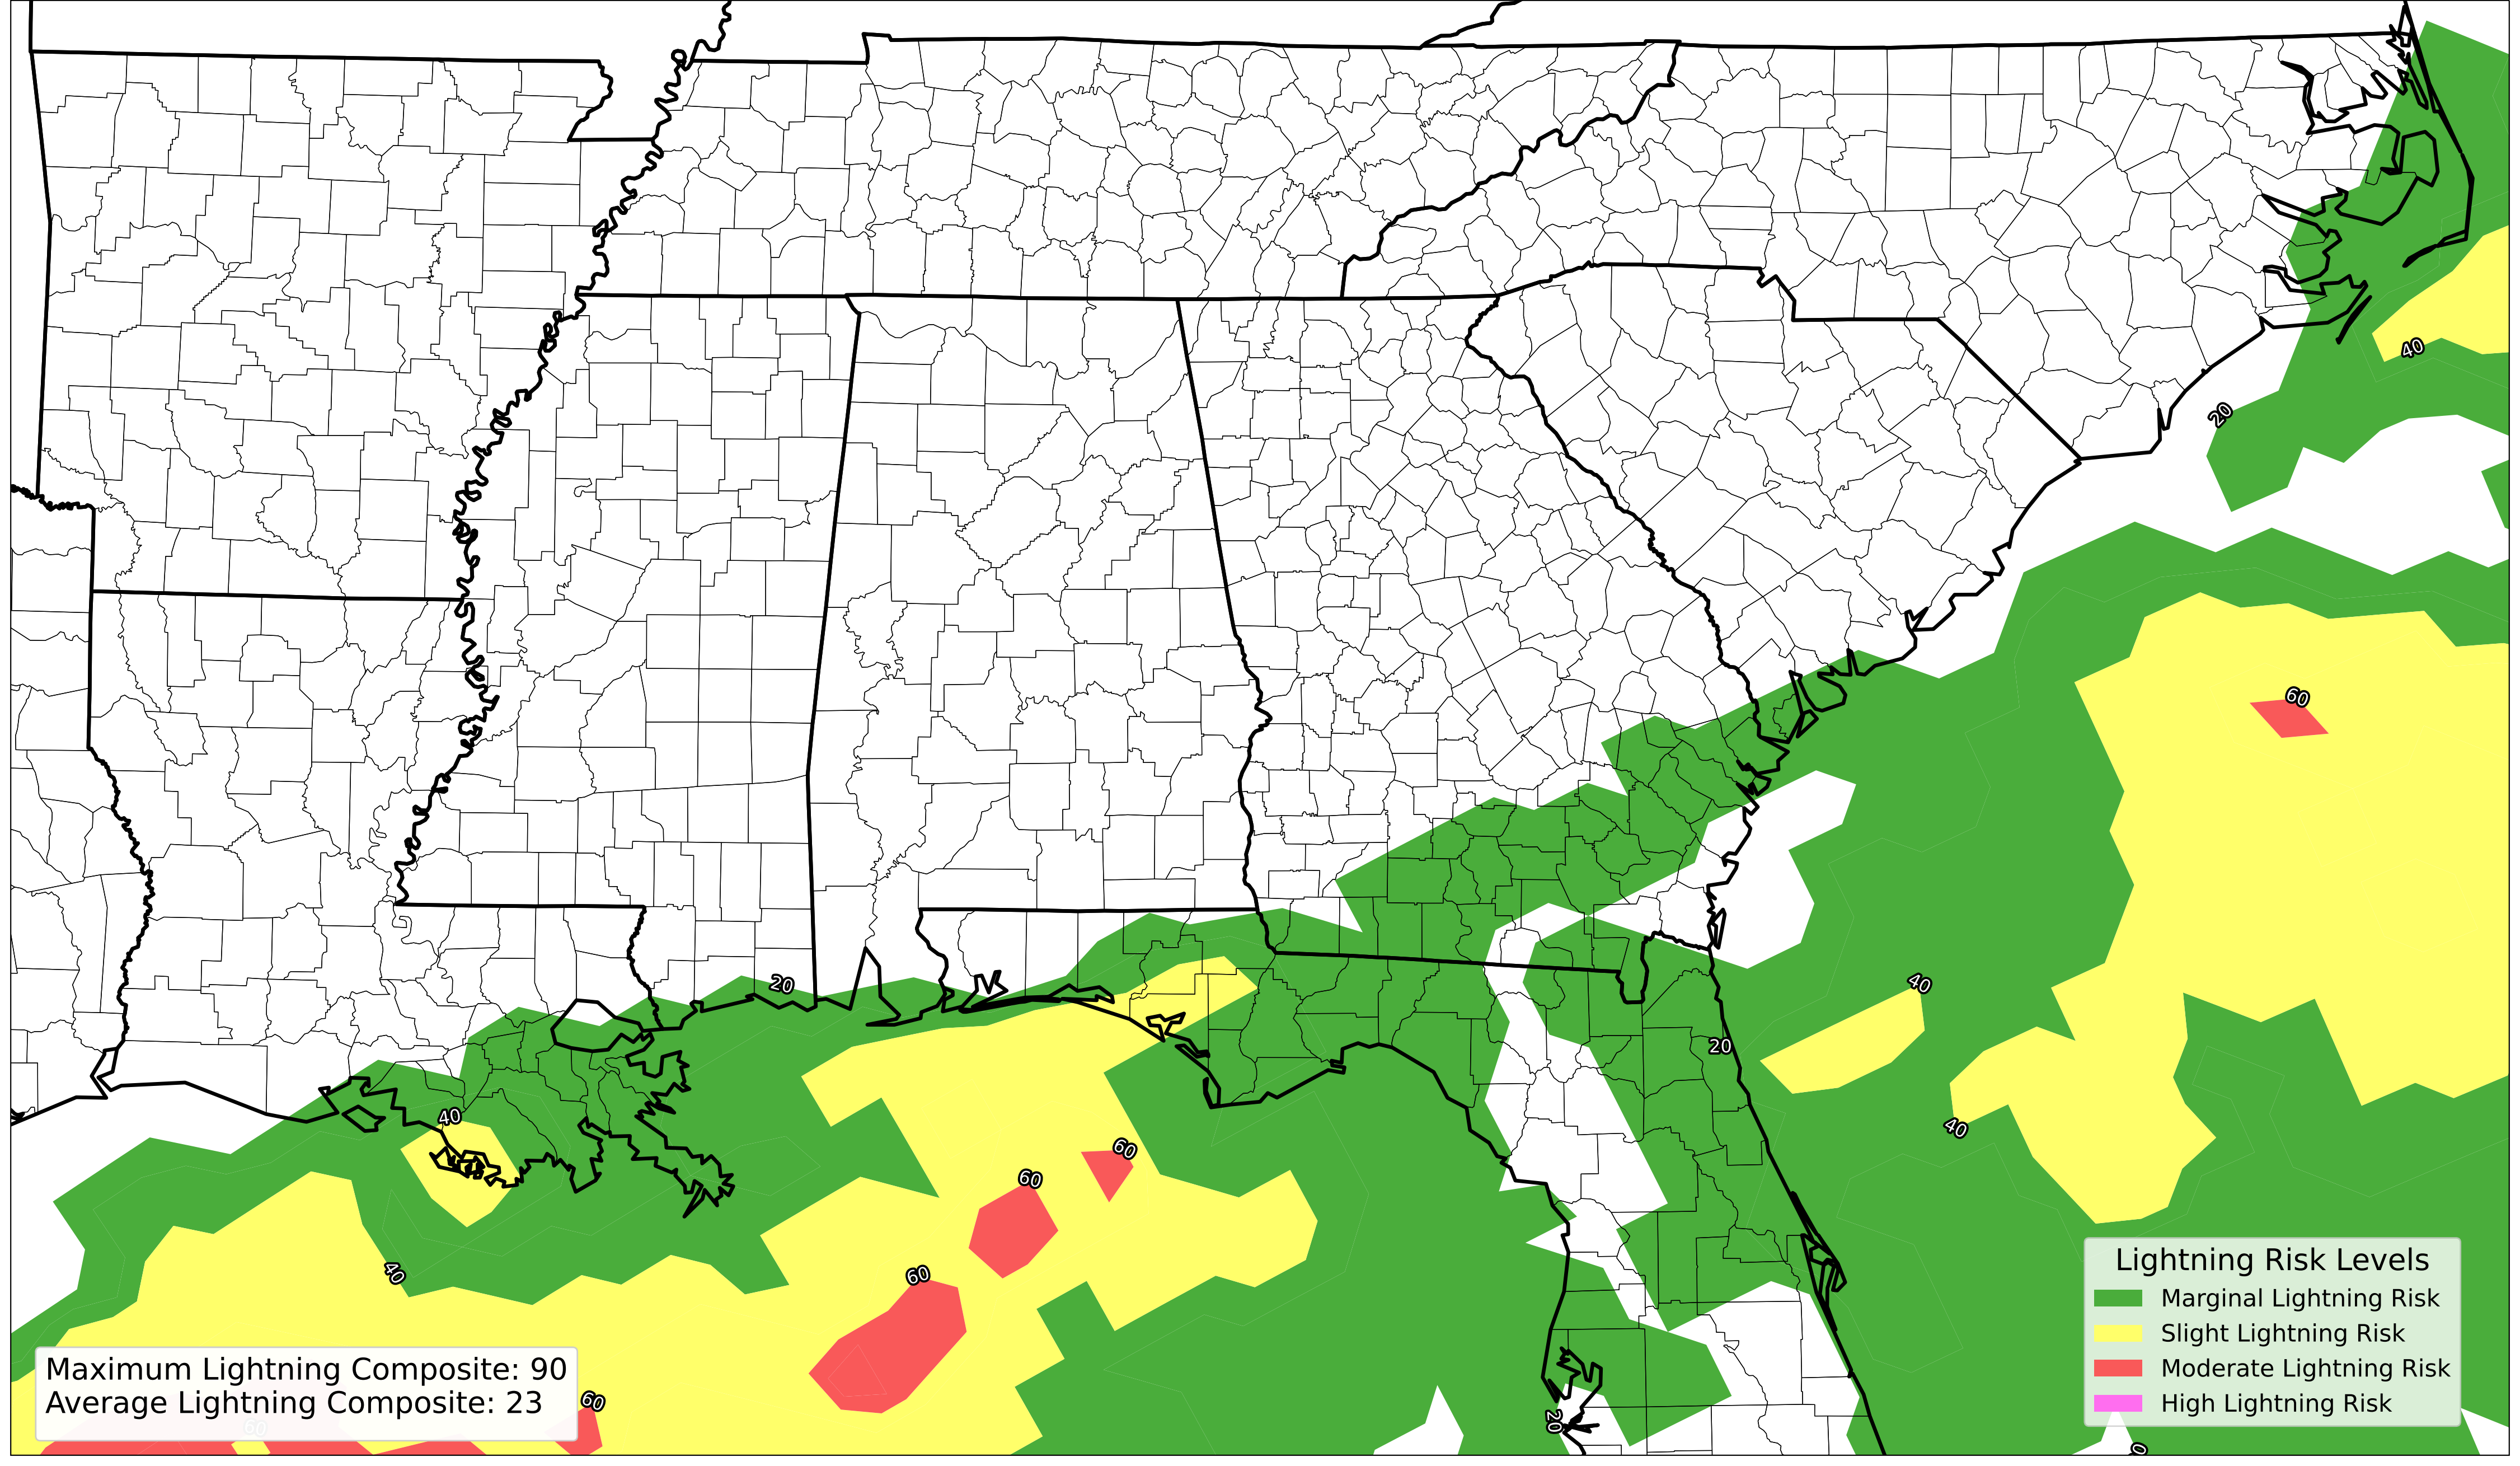 40
20
60
40
20
20
40
40
60
60
40
60
Lightning Risk Levels
Marginal Lightning Risk
Slight Lightning Risk
Moderate Lightning Risk
High Lightning Risk
Maximum Lightning Composite: 90
Average Lightning Composite: 23
60
60
20